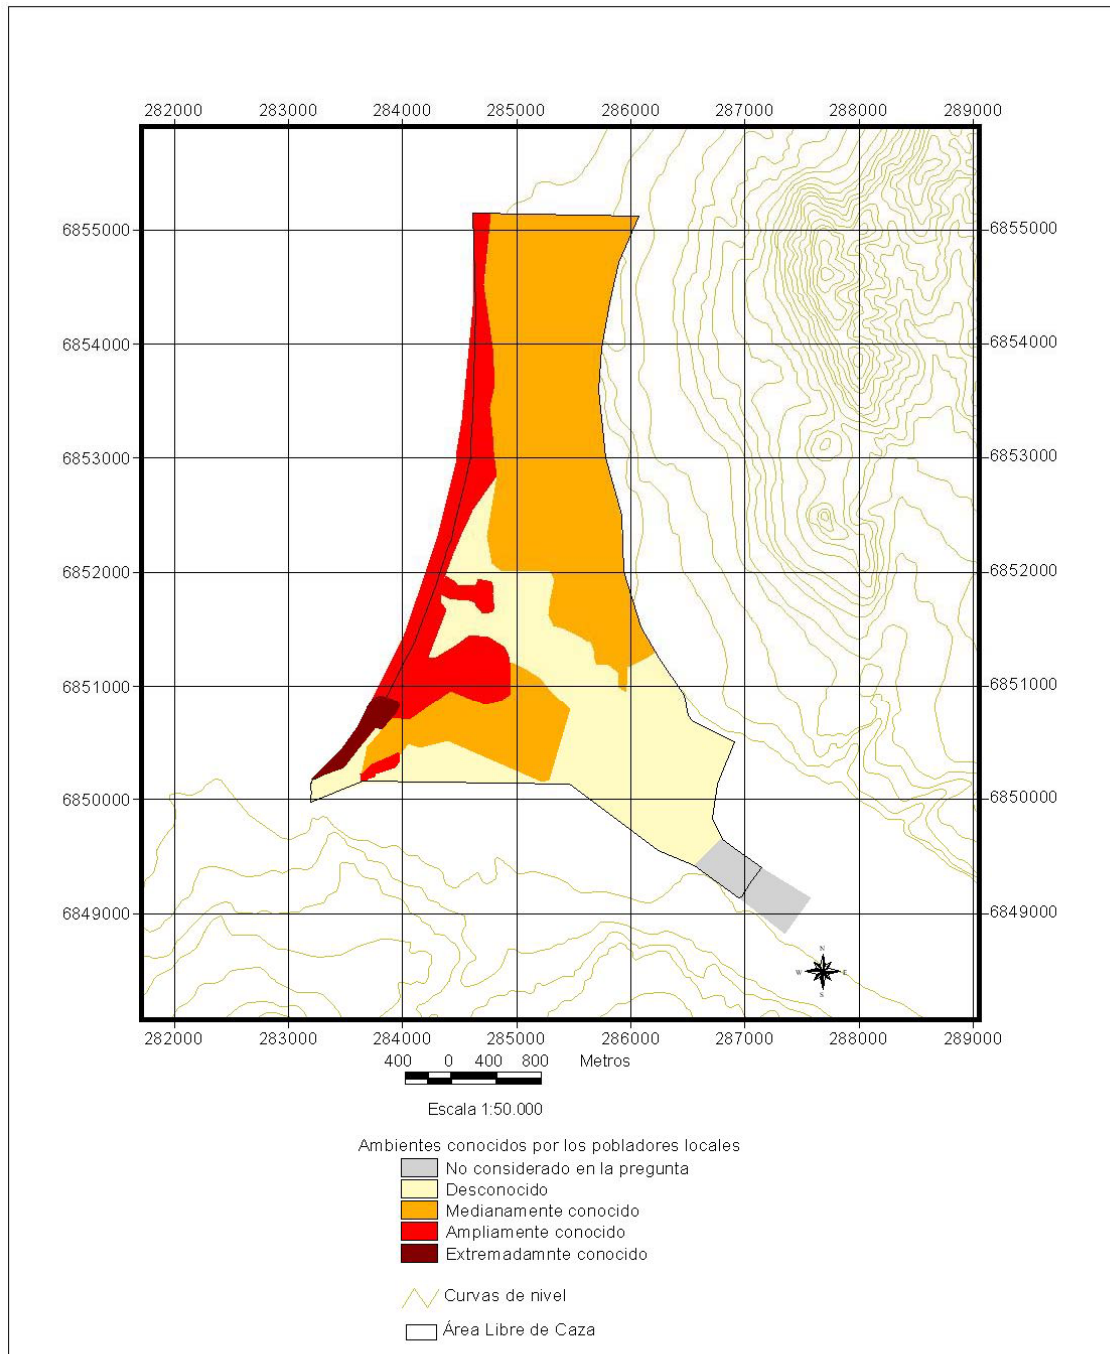 282000 283000 284000 285000 286000 287000 288000 289000
6855000 6855000
6854000 6854000
6853000 6853000
6852000 6852000
6851000 6851000
6850000 6850000
6849000 6849000
N
W E
S
282000 283000 284000 285000 286000 287000 288000 289000
400 0 400 800 Metros
Escala 1:50.000
Ambientes conocidos por los pobladores locales
No considerado en la pregunta
Desconocido
Medianamente conocido
Ampliamente conocido
Extremadamnte conocido
Curvas de nivel
Área Libre de Caza